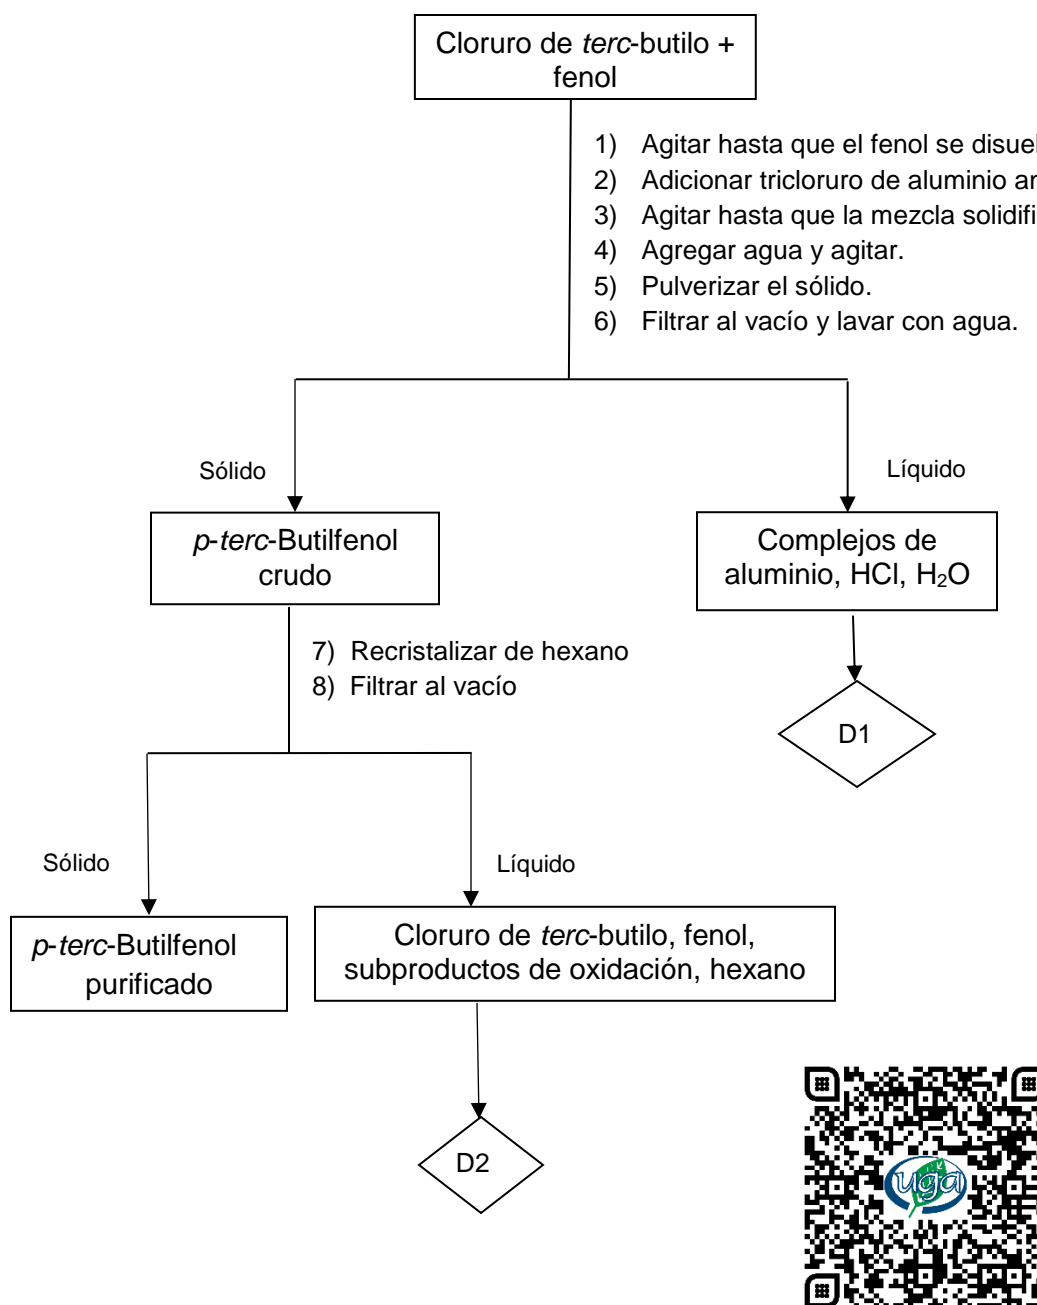 Cloruro de terc-butilo +
fenol
1) Agitar hasta que el fenol se
2) Adicionar tricloruro de aluminio
3) Agitar hasta que la mezcla
4) Agregar agua y agitar.
5) Pulverizar el sólido.
6) Filtrar al vacío y lavar con agua.
Sólido
Líquido
p-terc-Butilfenol
crudo
Complejos de
aluminio, HCl, H₂O
7) Recristalizar de hexano
8) Filtrar al vacío
D1
Sólido
Líquido
p-terc-Butilfenol
purificado
Cloruro de terc-butilo, fenol,
subproductos de oxidación, hexano
D2
uga